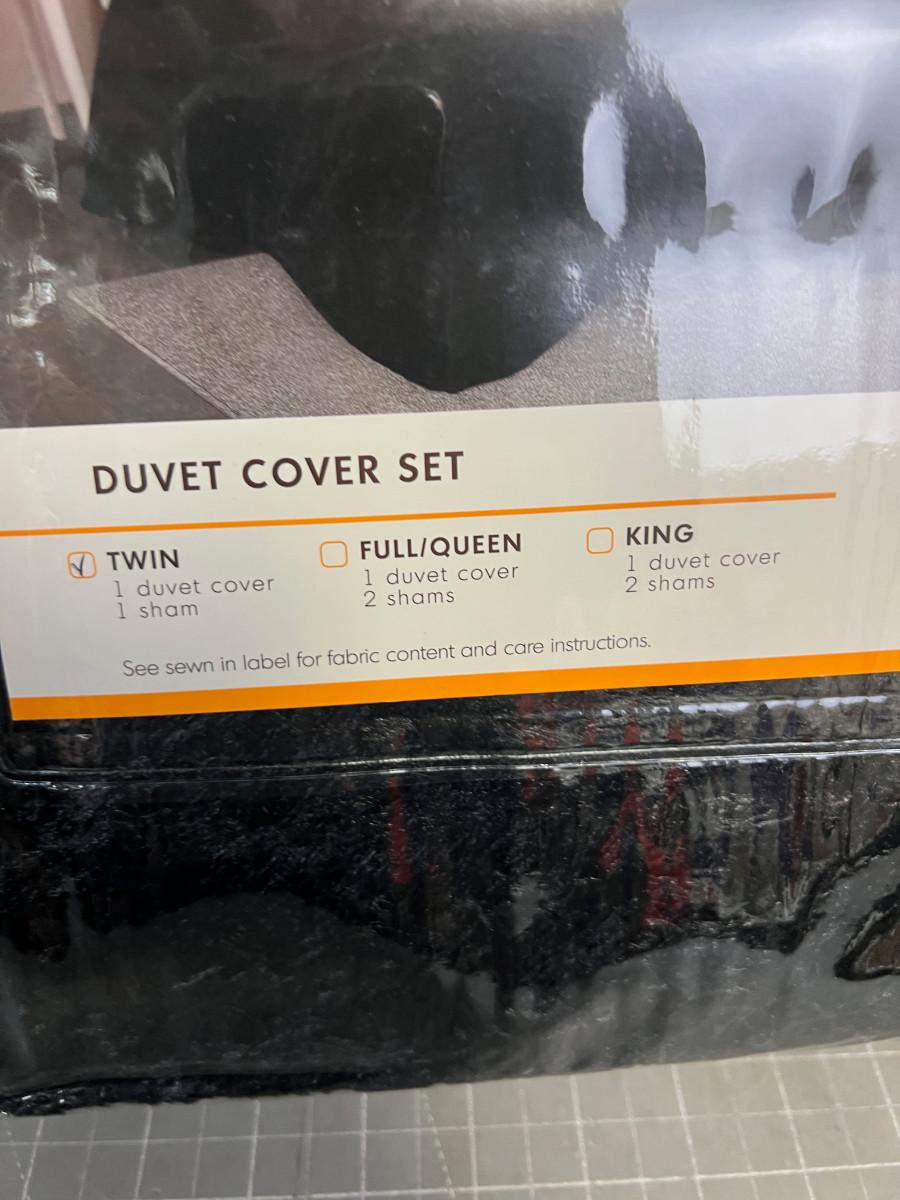 DUVET COVER SET
TWIN
1 duvet cover
1 sham
FULL/QUEEN
1 duvet cover
2 shams
KING
1 duvet cover
2 shams
See sewn in label for fabric content and care instructions.